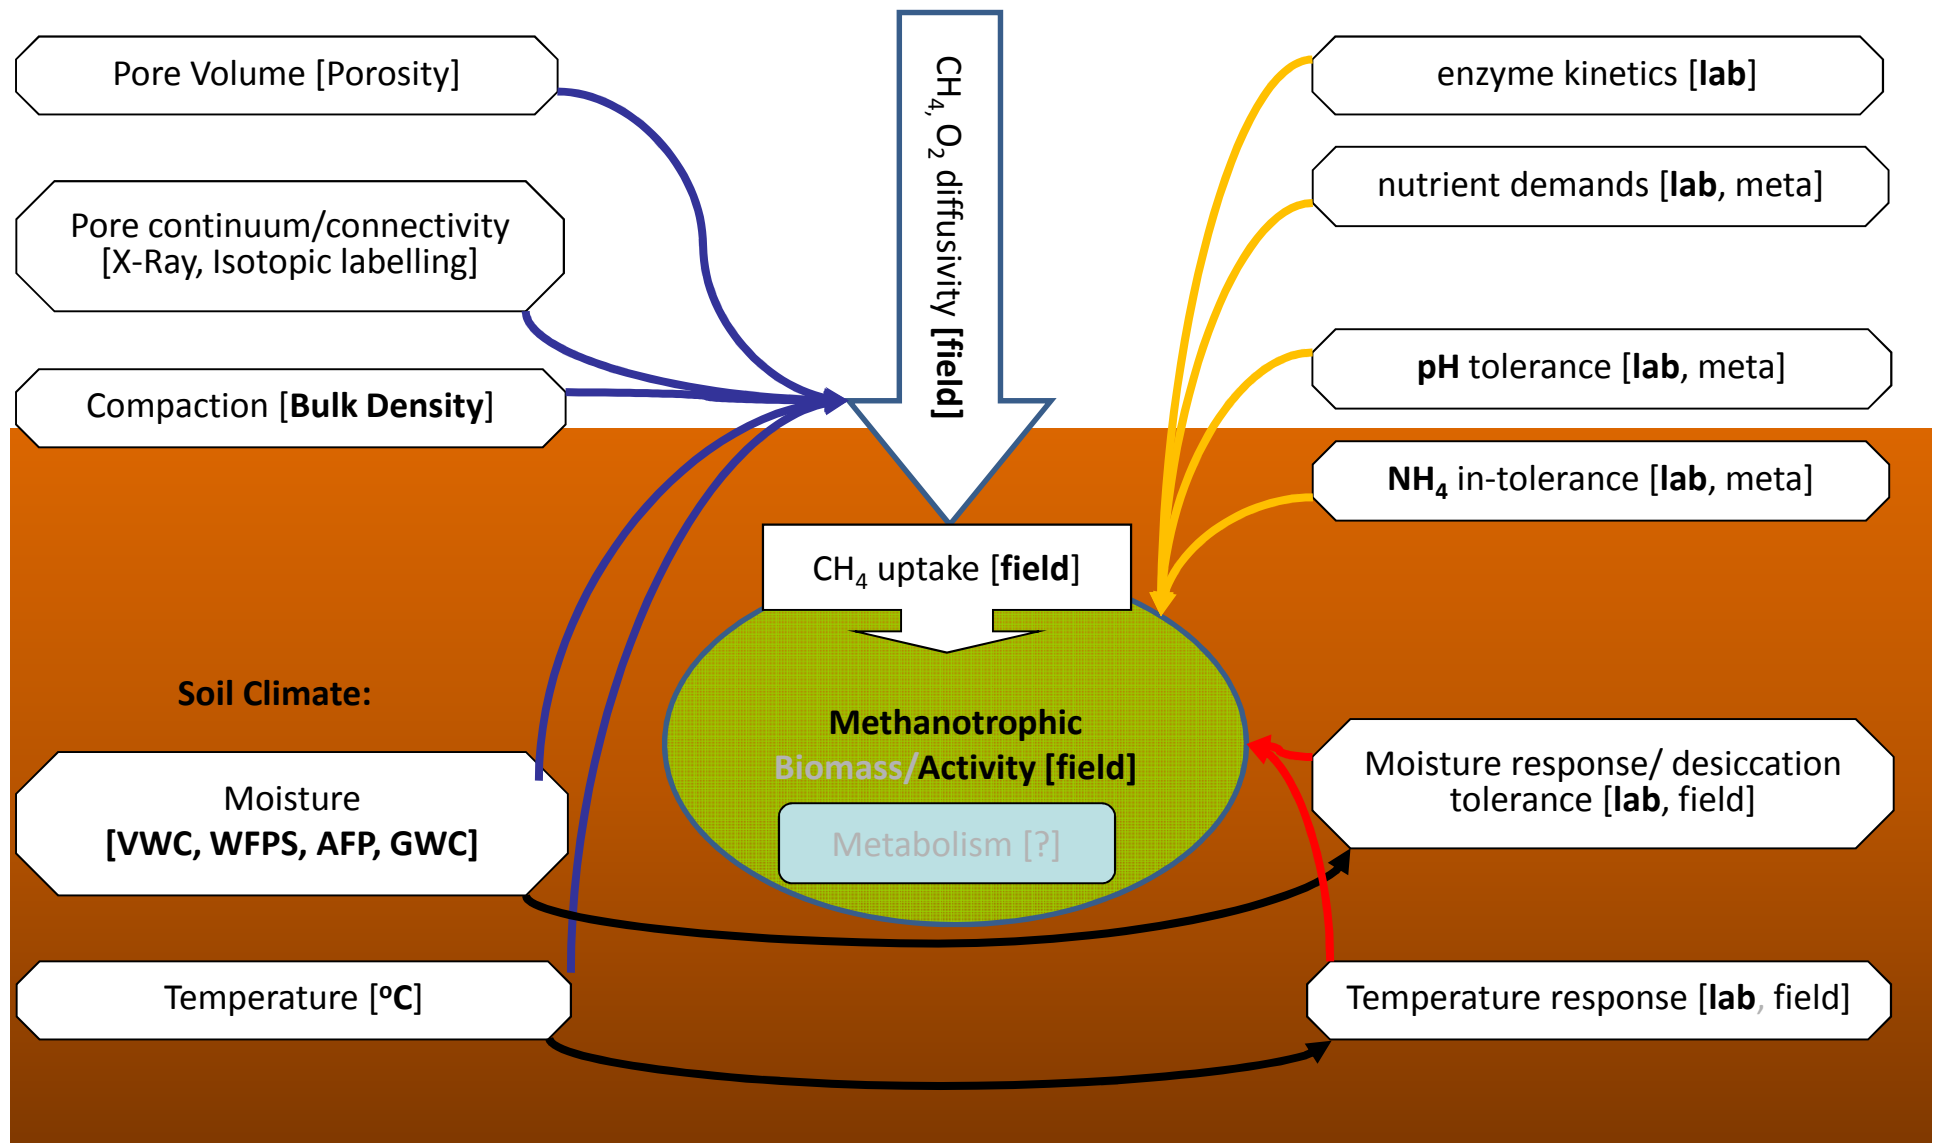 Pore Volume [Porosity]
Pore continuum/connectivity
[X-Ray, Isotopic labelling]
Compaction [Bulk Density]
Soil Climate:
Moisture
[VWC, WFPS, AFP, GWC]
Temperature [ºC]
CH₄, O₂ diffusivity [field]
CH₄ uptake [field]
Methanotrophic
Biomass/Activity [field]
Metabolism [?]
enzyme kinetics [lab]
nutrient demands [lab, meta]
pH tolerance [lab, meta]
NH₄ in-tolerance [lab, meta]
Moisture response/ desiccation
tolerance [lab, field]
Temperature response [lab, field]